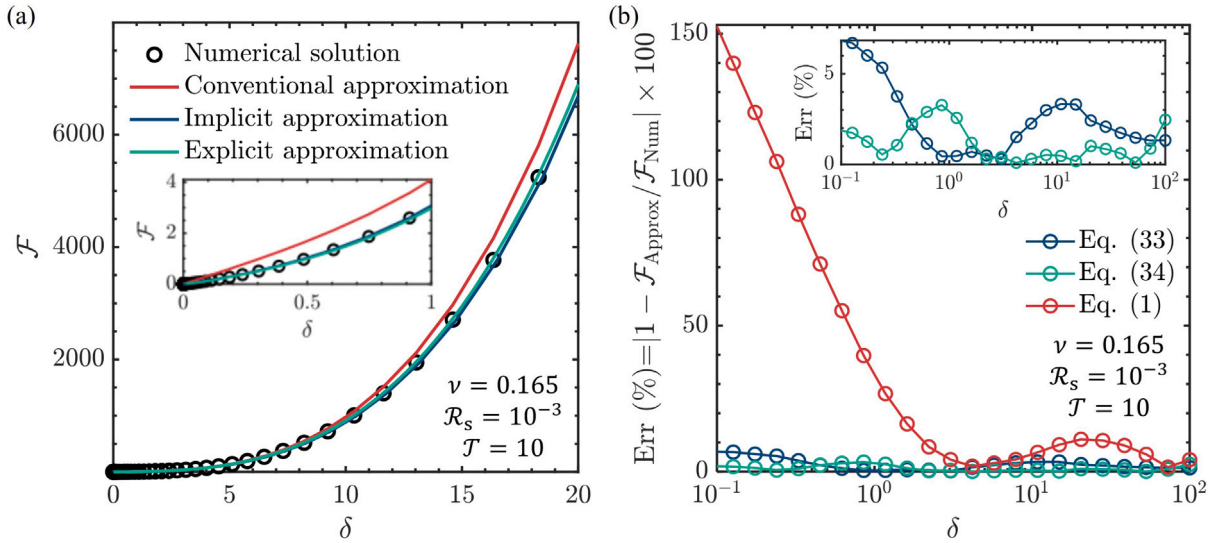 (a)
Numerical solution
Conventional approximation
Implicit approximation
Explicit approximation
ℱ
6000
4000
2000
0
0
5
10
15
20
δ
ℱ
4
2
0
0
0.5
1
δ
ν = 0.165
ℛs = 10⁻³
𝒯 = 10
(b)
Err (%)=|1 − ℱApprox/ℱNum| × 100
150
100
50
0
10⁻¹
10⁰
10¹
10²
δ
Err (%)
5
0
10⁻¹
10⁰
10¹
10²
δ
Eq. (33)
Eq. (34)
Eq. (1)
ν = 0.165
ℛs = 10⁻³
𝒯 = 10